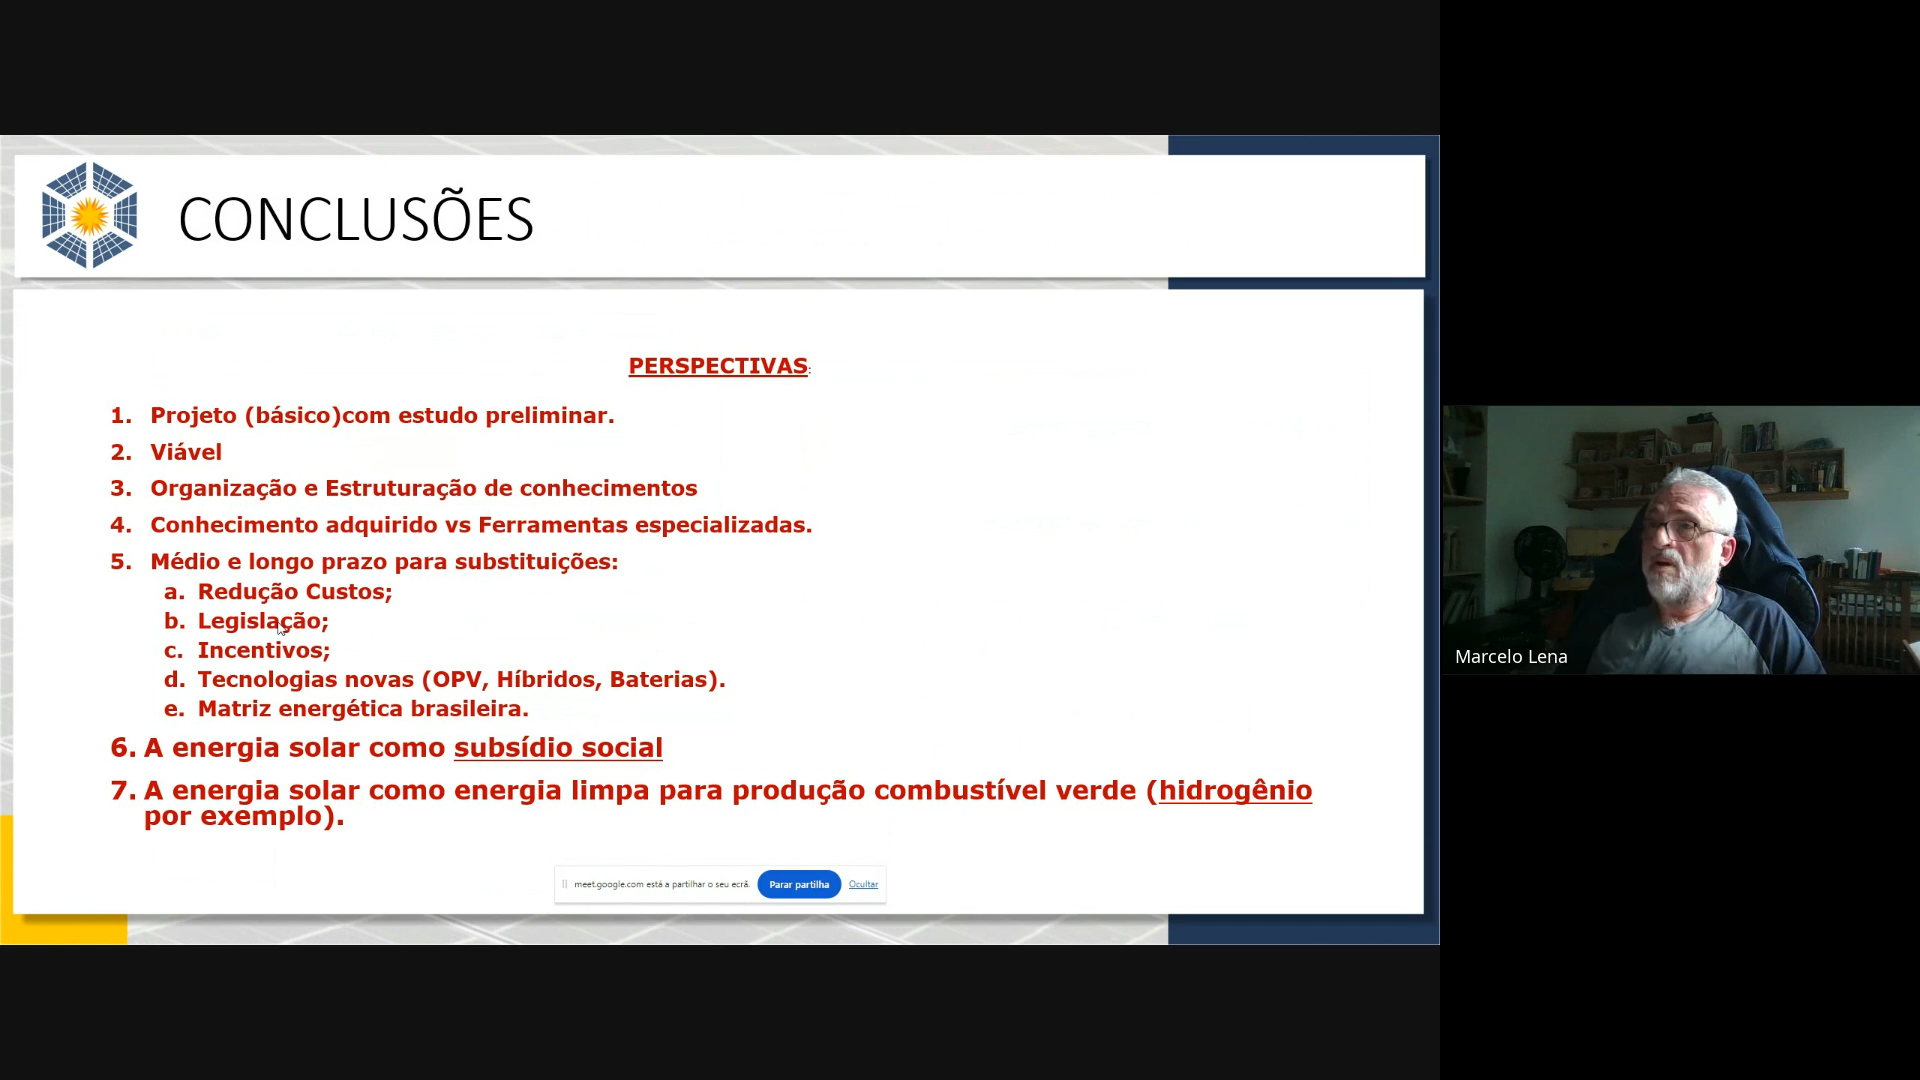 CONCLUSÕES
PERSPECTIVAS:
1. Projeto (básico)com estudo preliminar.
2. Viável
3. Organização e Estruturação de conhecimentos
4. Conhecimento adquirido vs Ferramentas especializadas.
5. Médio e longo prazo para substituições:
a. Redução Custos;
b. Legislação;
c. Incentivos;
d. Tecnologias novas (OPV, Híbridos, Baterias).
e. Matriz energética brasileira.
6. A energia solar como subsídio social
7. A energia solar como energia limpa para produção combustível verde (hidrogênio
por exemplo).
meet.google.com está a partilhar o seu ecrã. Parar partilha Ocultar
Marcelo Lena